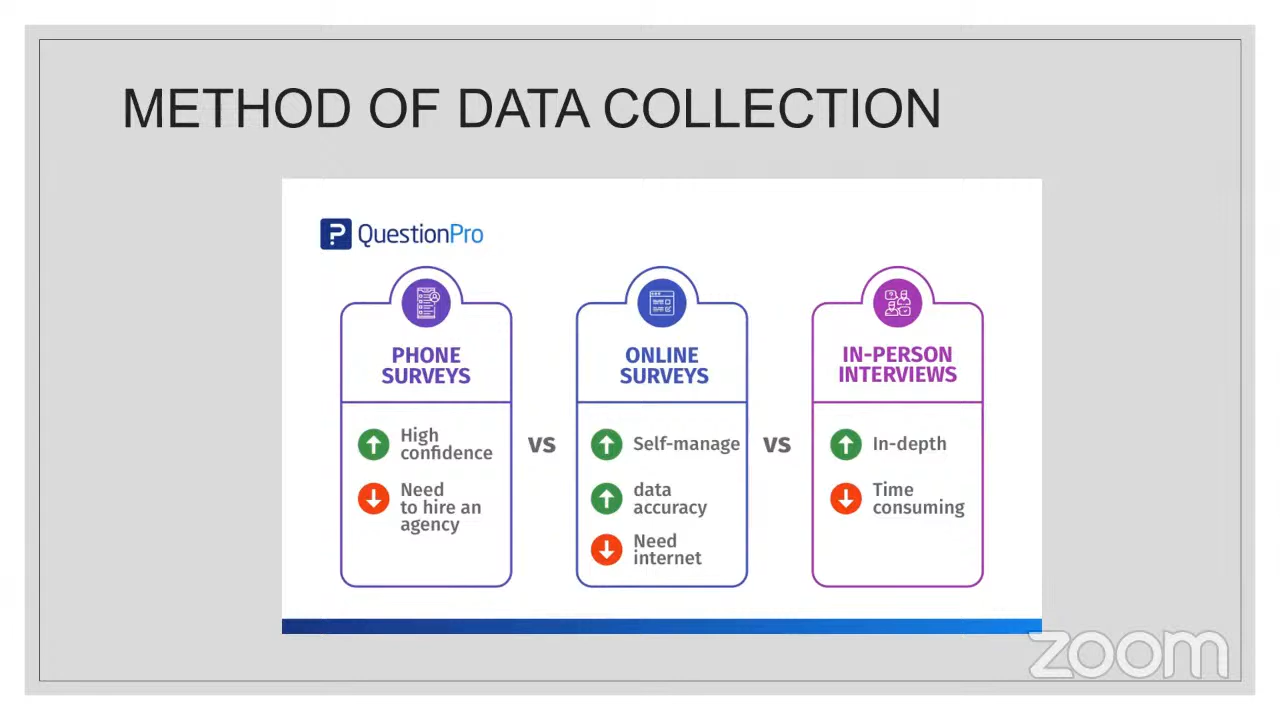 METHOD OF DATA COLLECTION
? QuestionPro
PHONE
SURVEYS
High
confidence
Need
to hire an
agency
VS
ONLINE
SURVEYS
Self-manage
data
accuracy
Need
internet
VS
IN-PERSON
INTERVIEWS
In-depth
Time
consuming
zoom